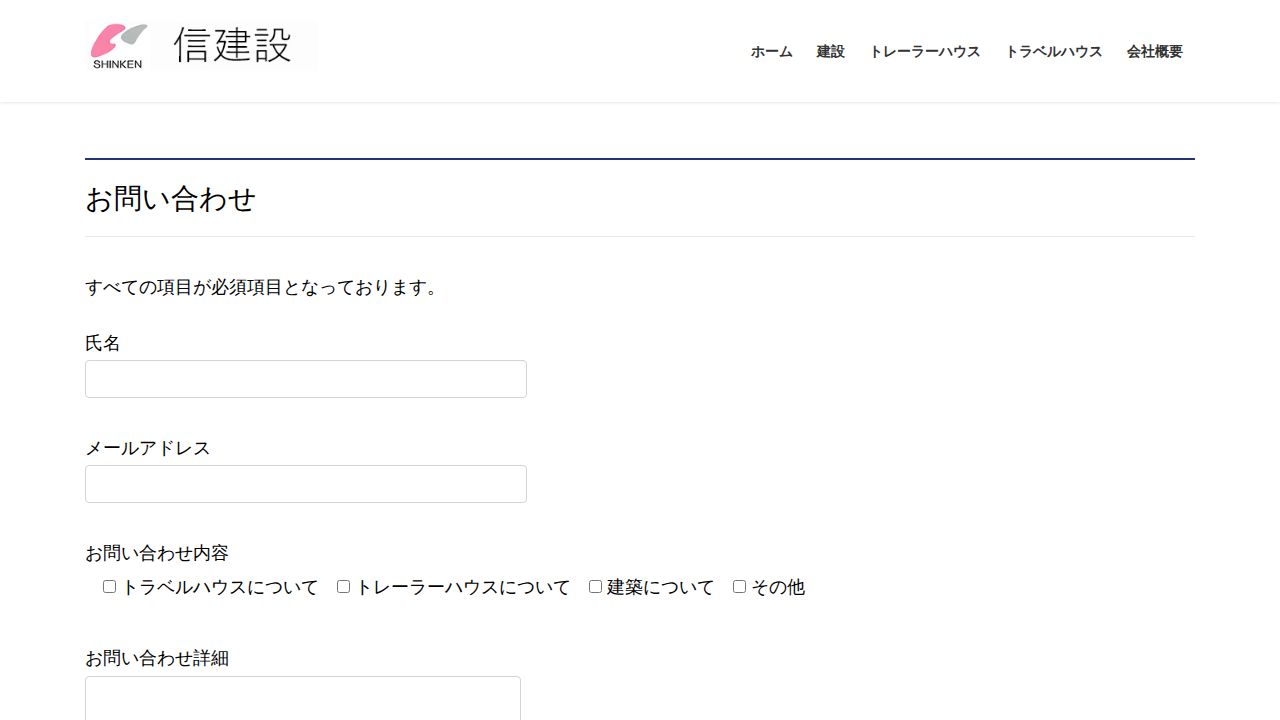 SHINKEN
信建設
ホーム 建設 トレーラーハウス トラベルハウス 会社概要
お問い合わせ
すべての項目が必須項目となっております。
氏名
メールアドレス
お問い合わせ内容
トラベルハウスについて トレーラーハウスについて 建築について その他
お問い合わせ詳細